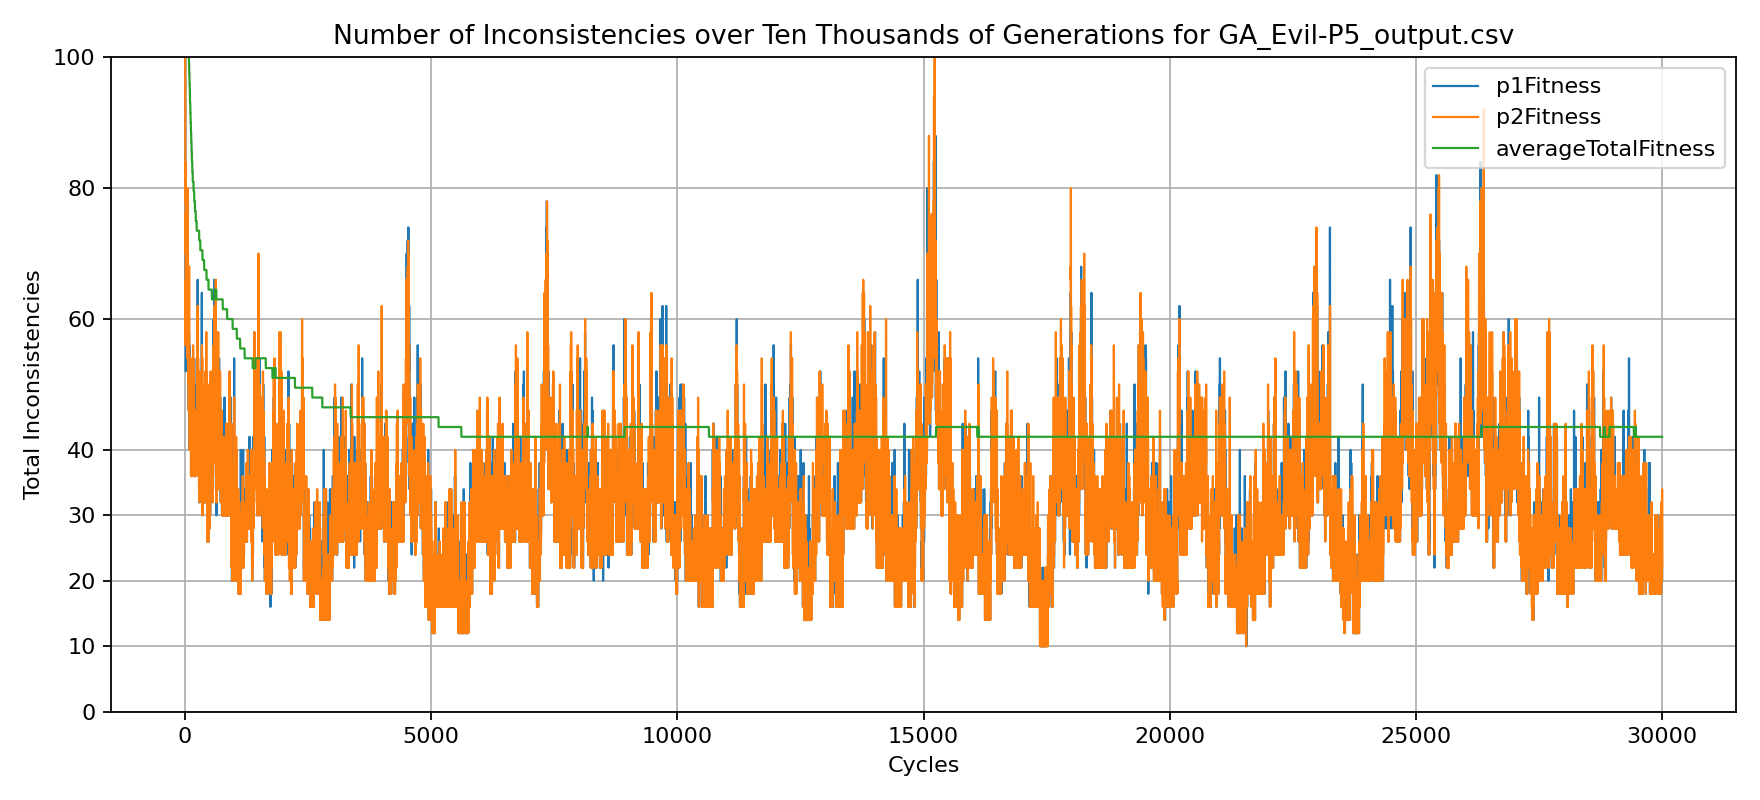 Number of Inconsistencies over Ten Thousands of Generations for GA_Evil-P5_output.csv
100
80
60
40
30
20
10
0
Total Inconsistencies
p1Fitness
p2Fitness
averageTotalFitness
0 5000 10000 15000 20000 25000 30000
Cycles